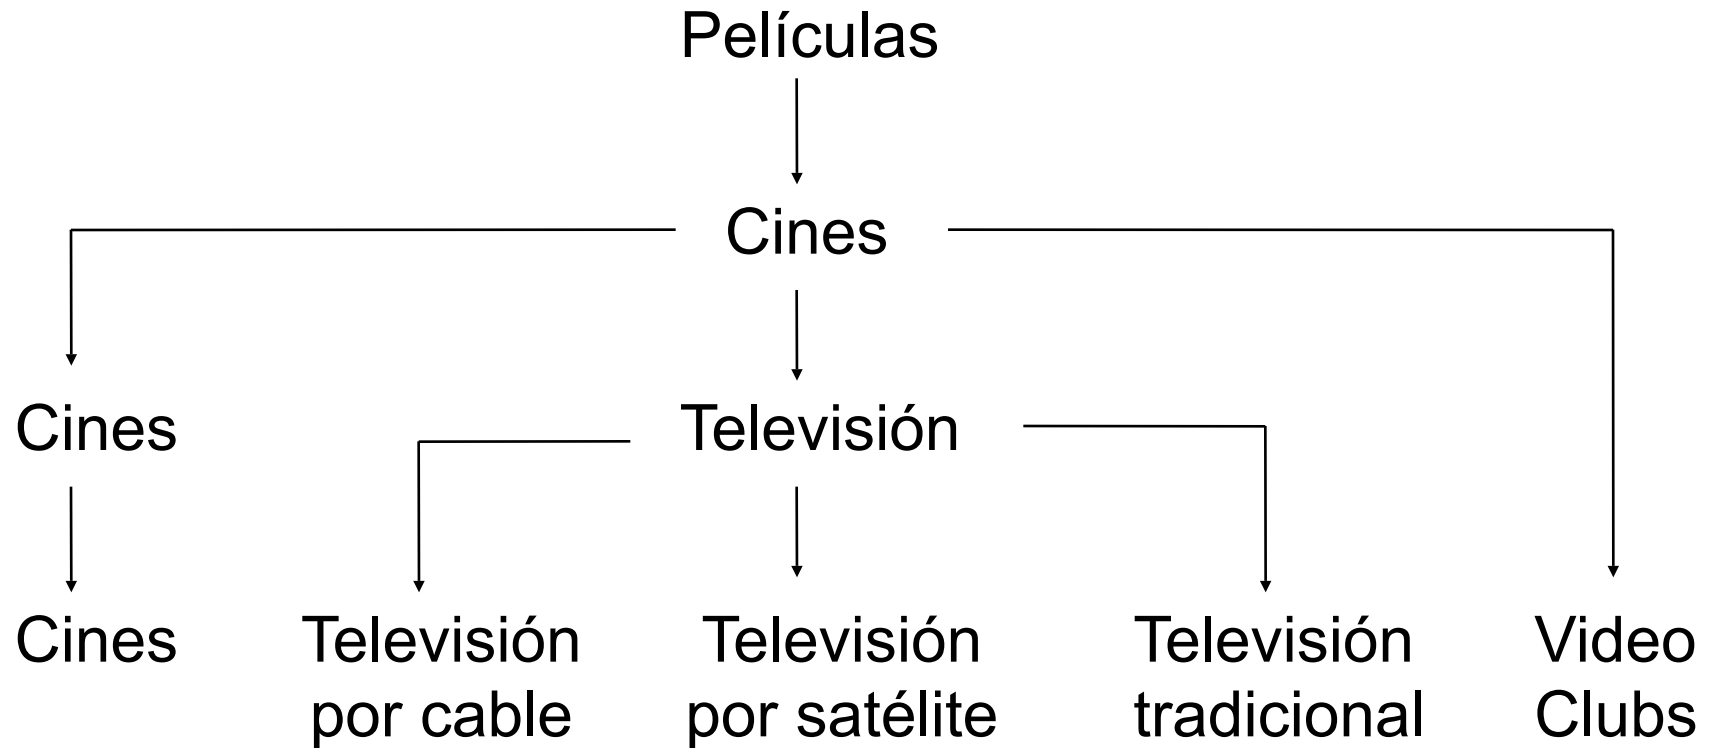 Películas
Cines
Cines
Televisión
Cines
Televisión
por cable
Televisión
por satélite
Televisión
tradicional
Video
Clubs